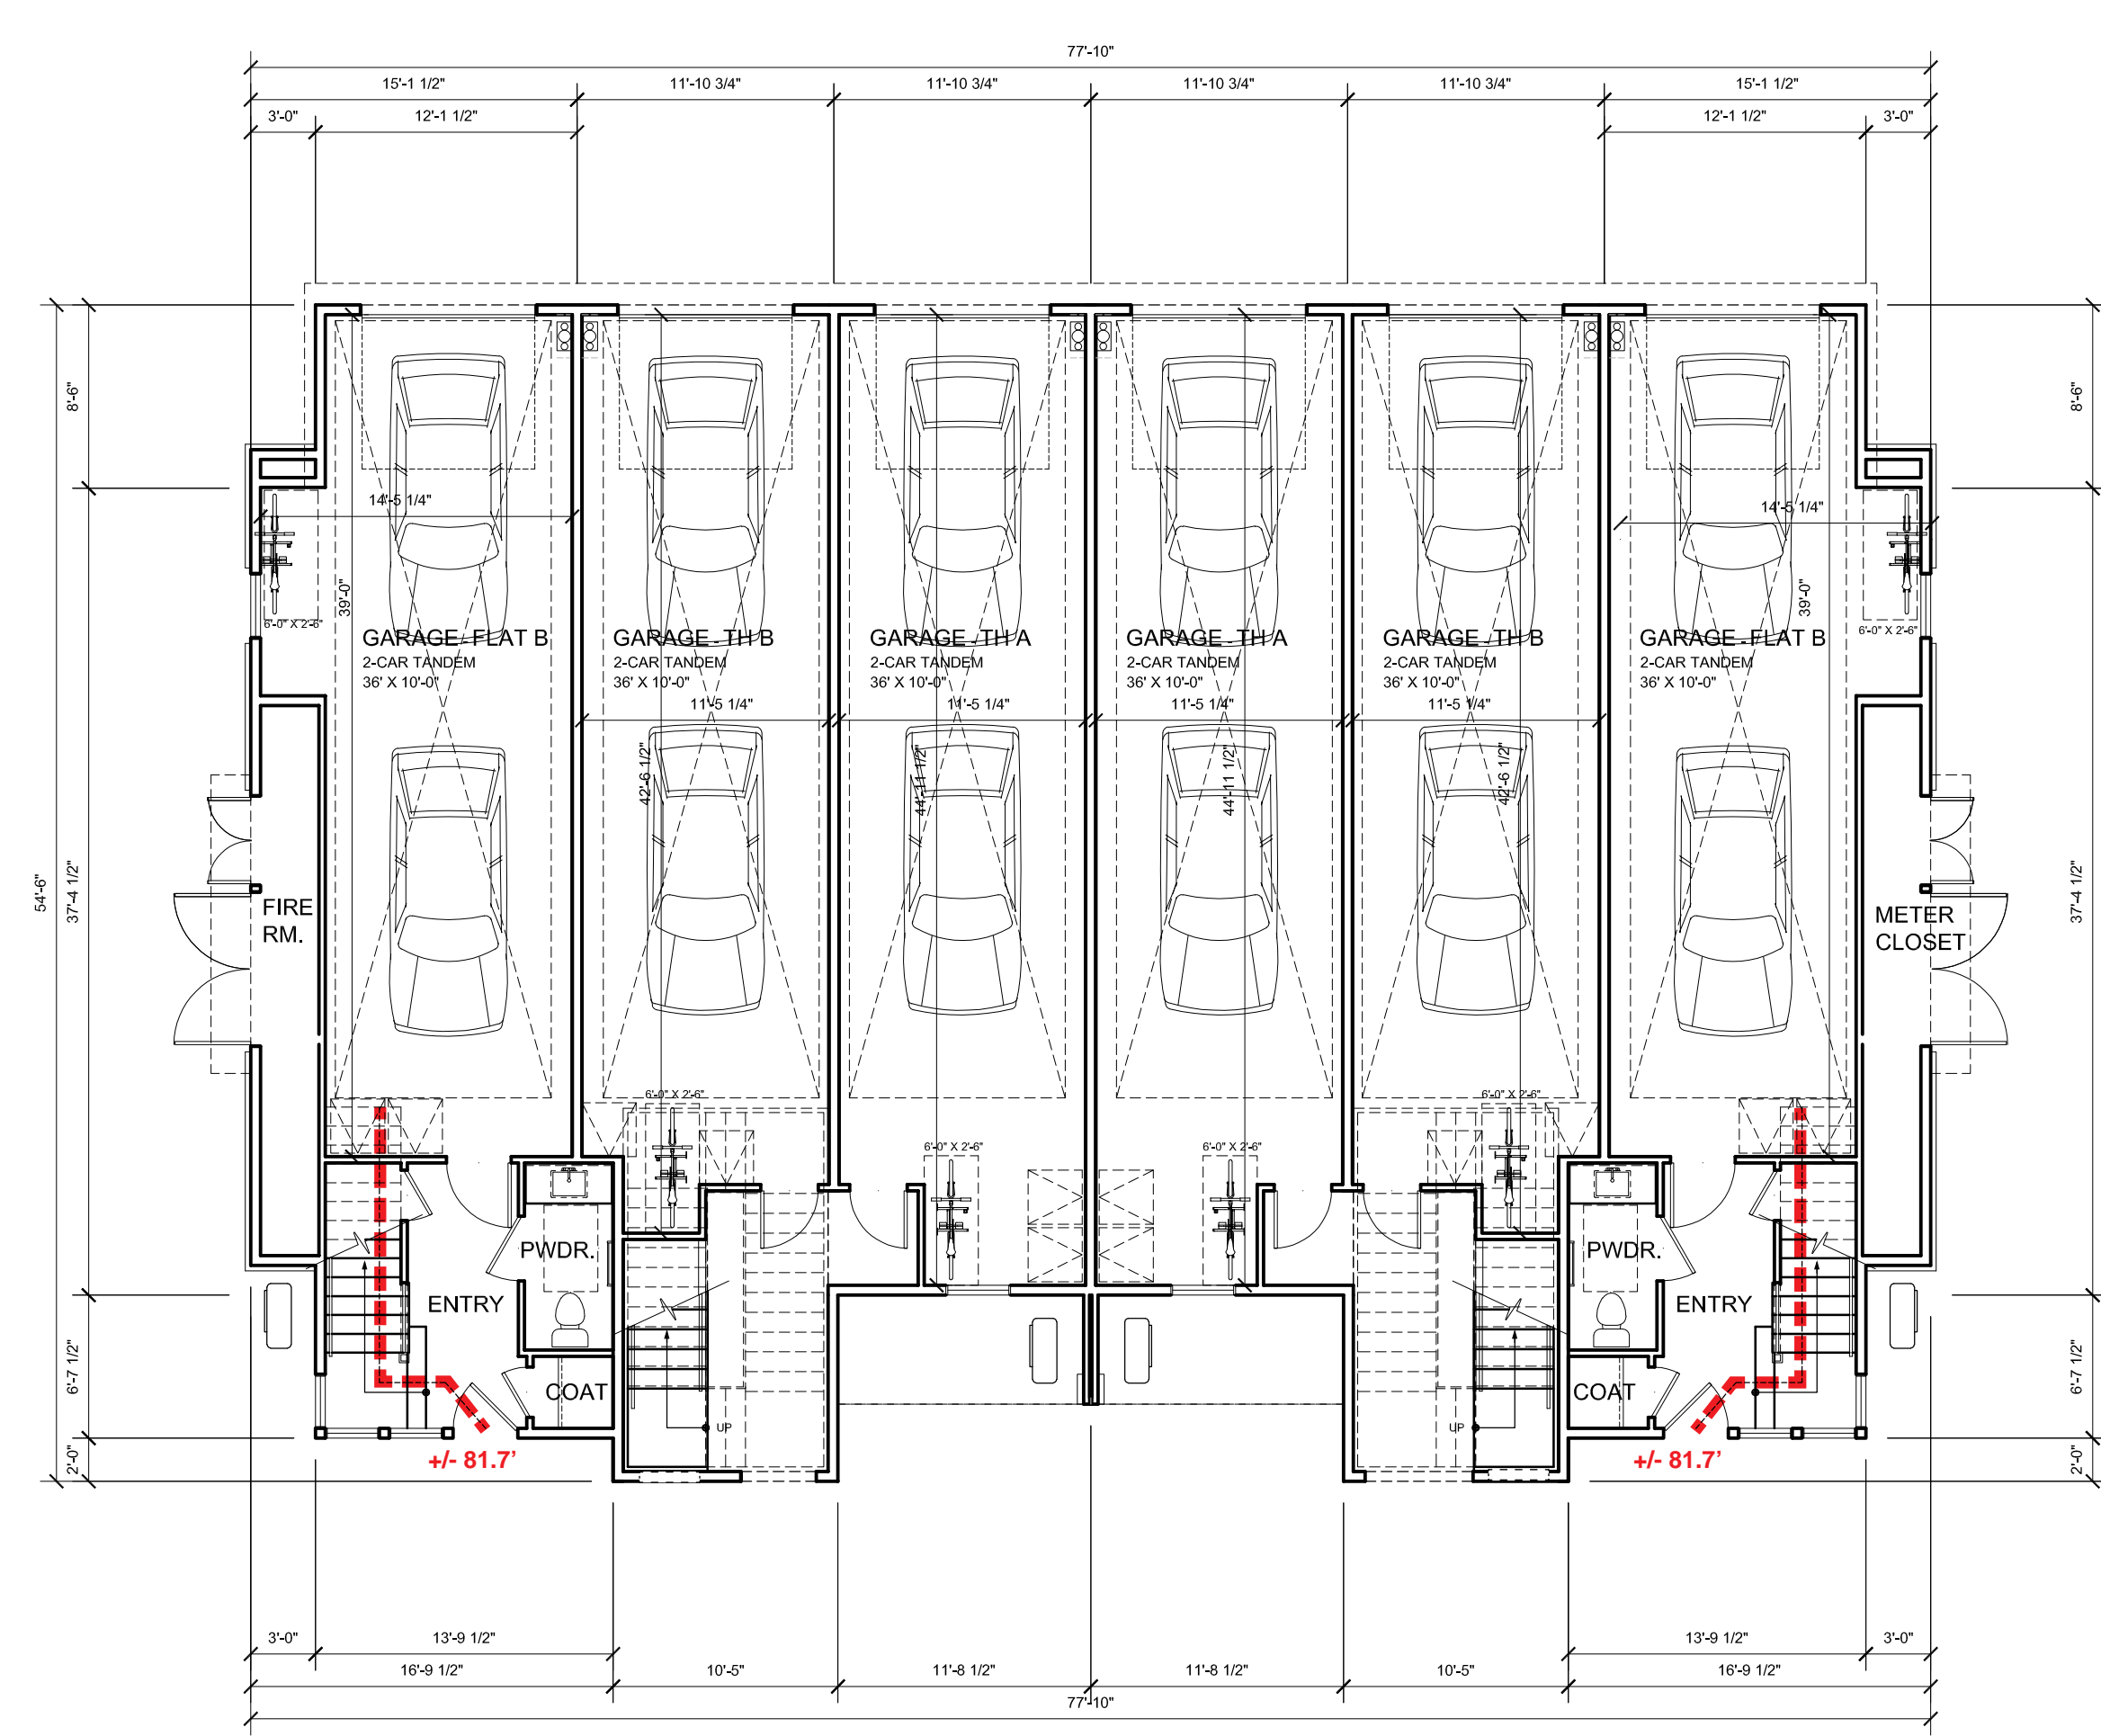 77'-10"
15'-1 1/2"
11'-10 3/4"
11'-10 3/4"
11'-10 3/4"
11'-10 3/4"
15'-1 1/2"
3'-0"
12'-1 1/2"
12'-1 1/2"
3'-0"
8'-6"
8'-6"
14'-5 1/4"
14'-5 1/4"
39'-0"
39'-0"
6'-0" X 2'-6"
6'-0" X 2'-6"
GARAGE-FLAT B
2-CAR TANDEM
36' X 10'-0"
GARAGE-TH B
2-CAR TANDEM
36' X 10'-0"
GARAGE-TH A
2-CAR TANDEM
36' X 10'-0"
GARAGE-TH A
2-CAR TANDEM
36' X 10'-0"
GARAGE-TH B
2-CAR TANDEM
36' X 10'-0"
GARAGE-FLAT B
2-CAR TANDEM
36' X 10'-0"
11'-5 1/4"
11'-5 1/4"
11'-5 1/4"
11'-5 1/4"
42'-6 1/2"
44'-11 1/2"
44'-11 1/2"
42'-6 1/2"
54'-6"
37'-4 1/2"
37'-4 1/2"
FIRE
RM.
METER
CLOSET
6'-0" X 2'-6"
6'-0" X 2'-6"
6'-0" X 2'-6"
6'-0" X 2'-6"
PWDR.
PWDR.
ENTRY
ENTRY
6'-7 1/2"
6'-7 1/2"
COAT
COAT
UP
UP
+/- 81.7’
+/- 81.7’
2'-0"
2'-0"
3'-0"
13'-9 1/2"
13'-9 1/2"
3'-0"
16'-9 1/2"
10'-5"
11'-8 1/2"
11'-8 1/2"
10'-5"
16'-9 1/2"
77'-10"